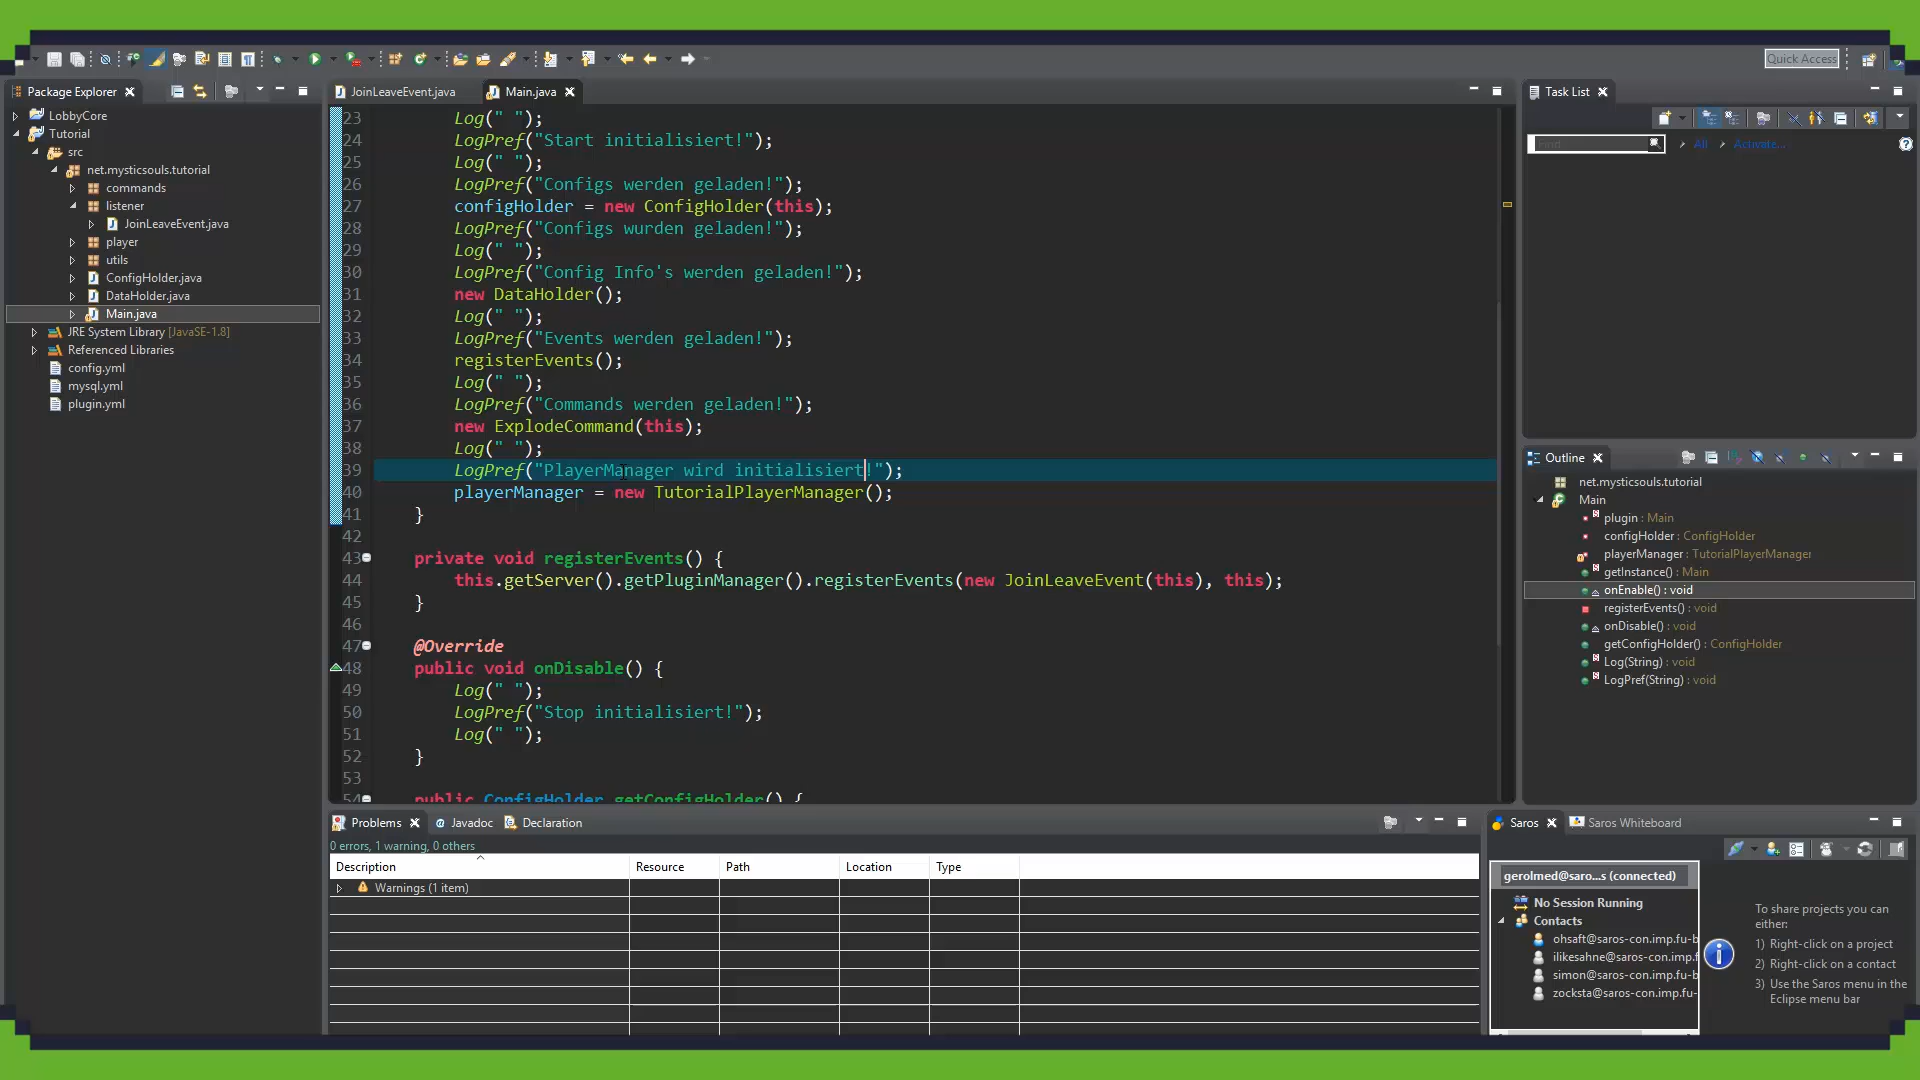 Quick Access
Package Explorer
LobbyCore
Tutorial
src
net.mysticsouls.tutorial
commands
listener
JoinLeaveEvent.java
player
utils
ConfigHolder.java
DataHolder.java
Main.java
JRE System Library [JavaSE-1.8]
Referenced Libraries
config.yml
mysql.yml
plugin.yml
JoinLeaveEvent.java
Main.java
23 Log(" ");
24 LogPref("Start initialisiert!");
25 Log(" ");
26 LogPref("Configs werden geladen!");
27 configHolder = new ConfigHolder(this);
28 LogPref("Configs wurden geladen!");
29 Log(" ");
30 LogPref("Config Info's werden geladen!");
31 new DataHolder();
32 Log(" ");
33 LogPref("Events werden geladen!");
34 registerEvents();
35 Log(" ");
36 LogPref("Commands werden geladen!");
37 new ExplodeCommand(this);
38 Log(" ");
39 LogPref("PlayerManager wird initialisiert!");
40 playerManager = new TutorialPlayerManager();
41 }
42
43 private void registerEvents() {
44 this.getServer().getPluginManager().registerEvents(new JoinLeaveEvent(this), this);
45 }
46
47 @Override
48 public void onDisable() {
49 Log(" ");
50 LogPref("Stop initialisiert!");
51 Log(" ");
52 }
53
54 public ConfigHolder getConfigHolder() {
Task List
Find
All
Activate...
Outline
net.mysticsouls.tutorial
Main
plugin : Main
configHolder : ConfigHolder
playerManager : TutorialPlayerManager
getInstance() : Main
onEnable() : void
registerEvents() : void
onDisable() : void
getConfigHolder() : ConfigHolder
Log(String) : void
LogPref(String) : void
Problems
@ Javadoc
Declaration
0 errors, 1 warning, 0 others
Description Resource Path Location Type
Warnings (1 item)
Saros
Saros Whiteboard
gerolmed@saro...s (connected)
No Session Running
Contacts
ohsaft@saros-con.imp.fu-b
ilikesahne@saros-con.imp.f
simon@saros-con.imp.fu-b
zocksta@saros-con.imp.fu-
To share projects you can
either:
1) Right-click on a project
2) Right-click on a contact
3) Use the Saros menu in the
Eclipse menu bar